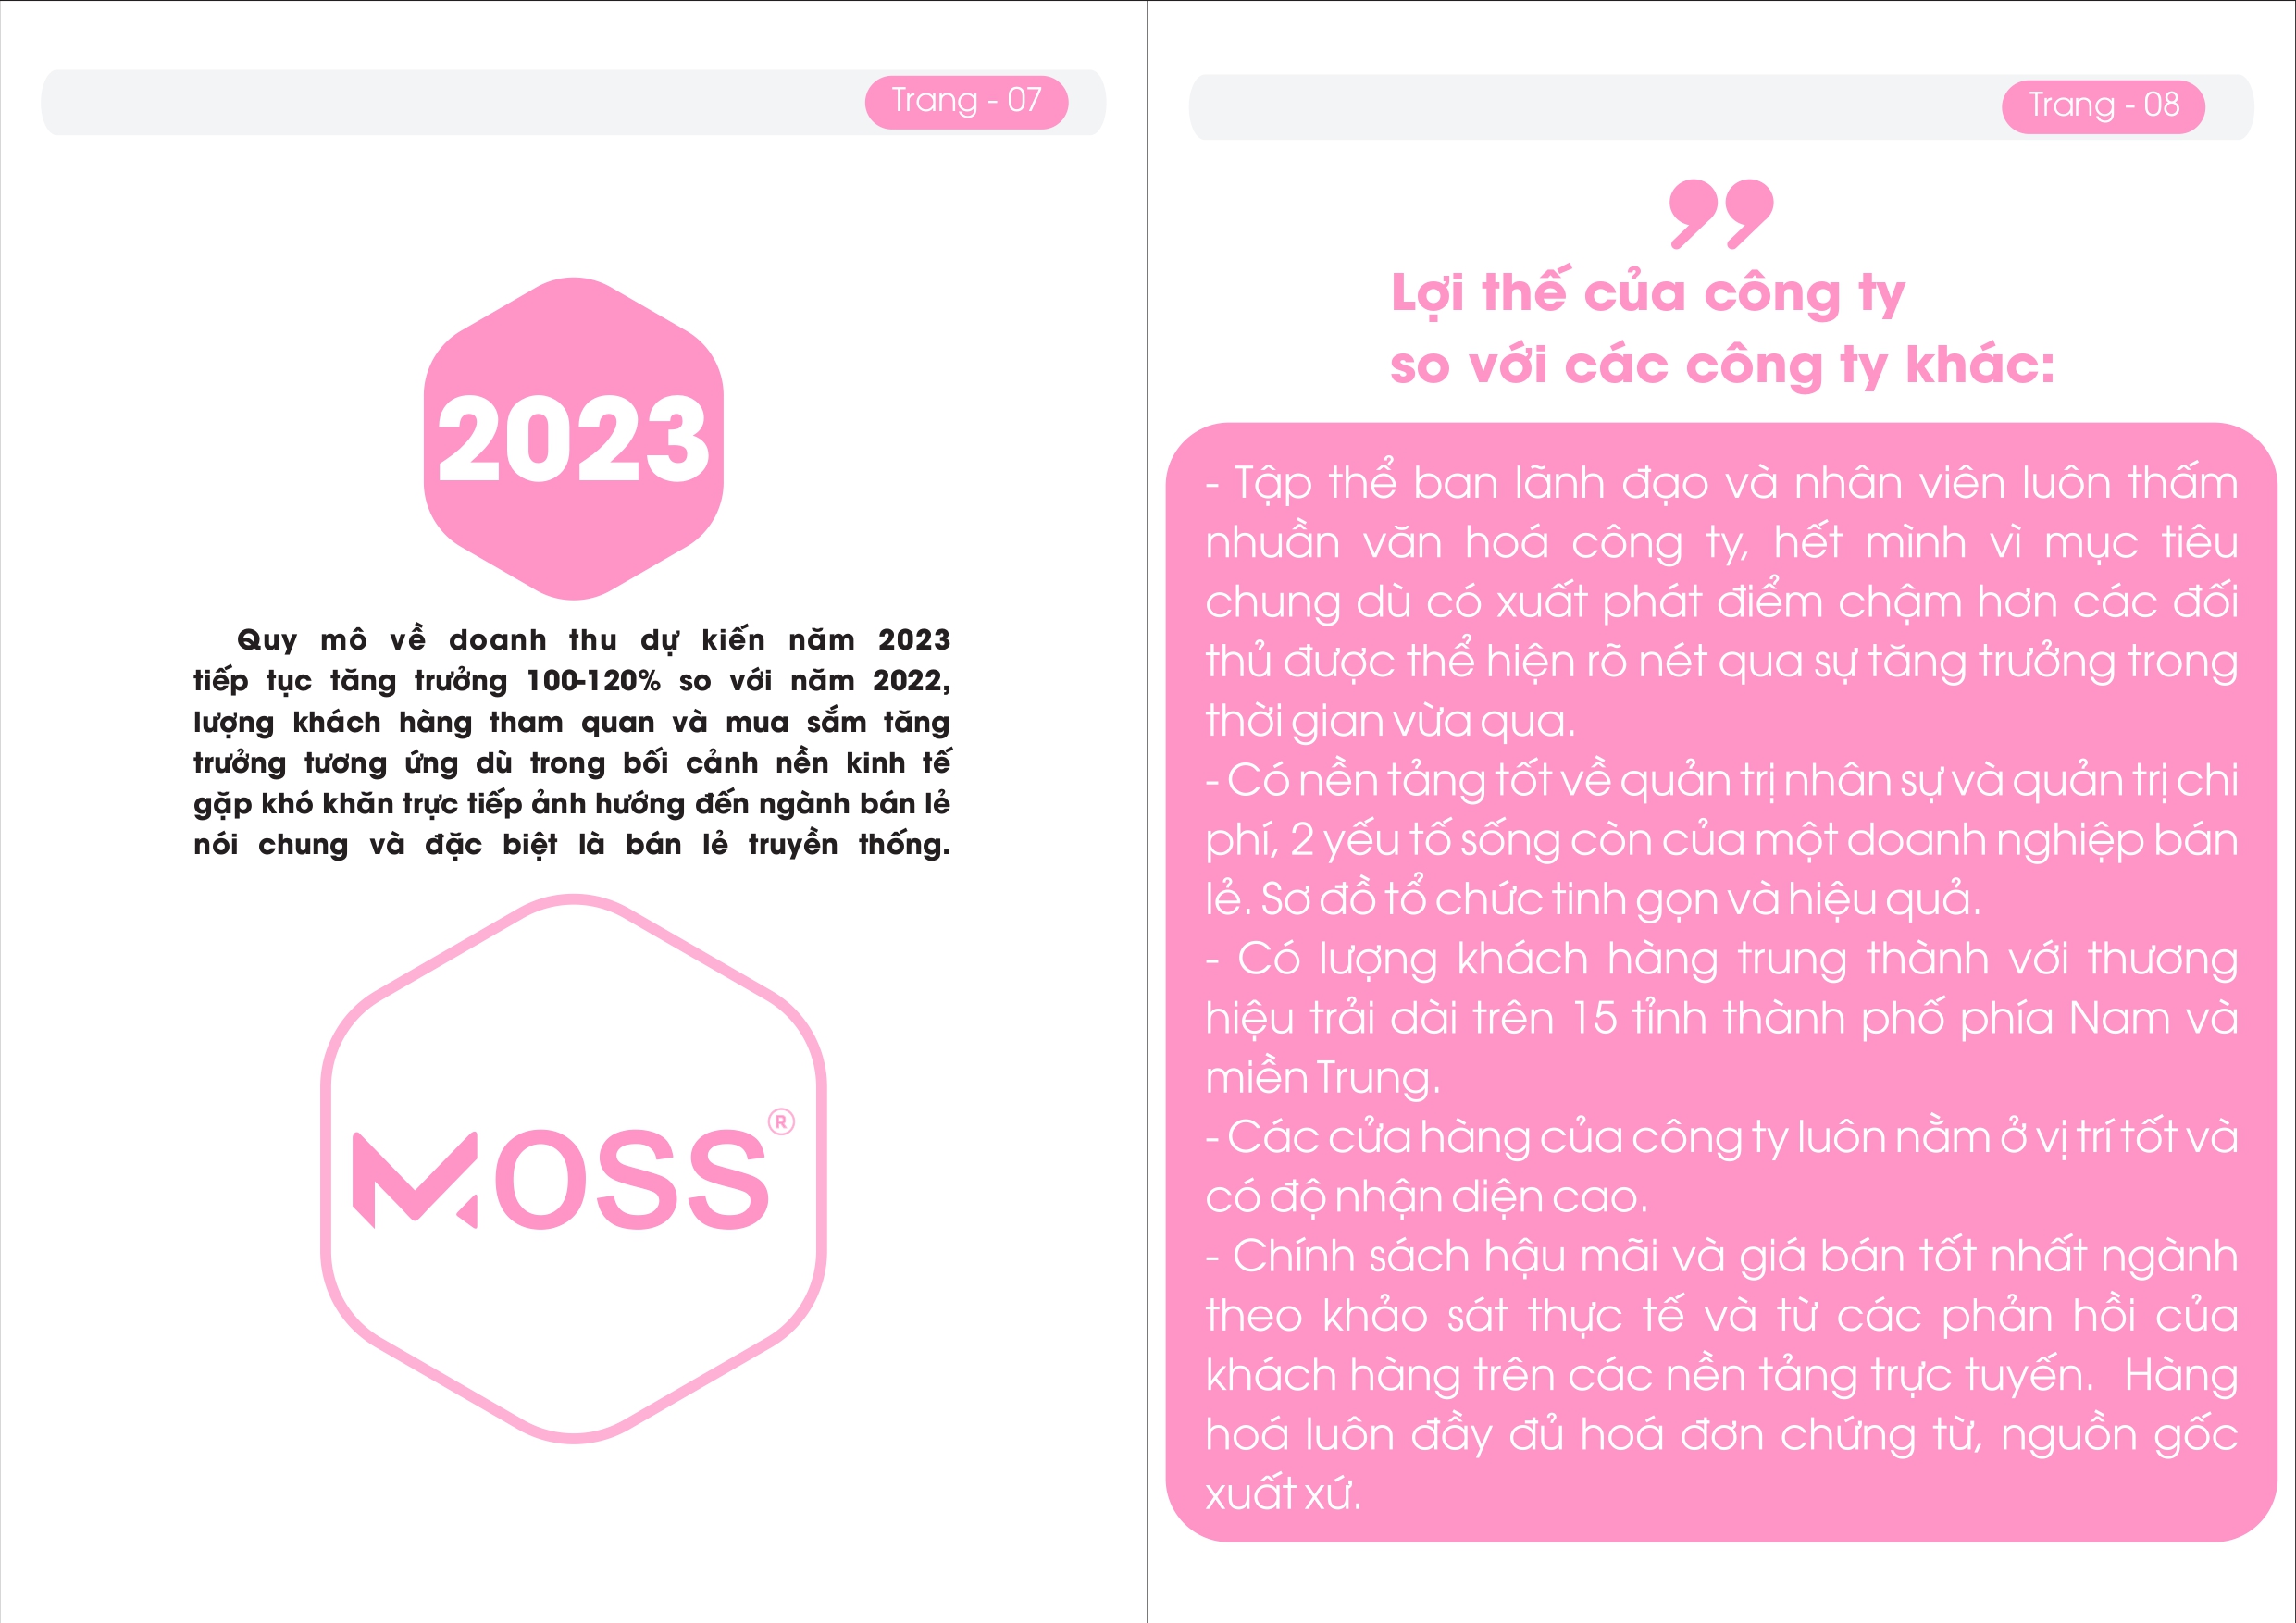 Trang - 07
2023
Quy mô về doanh thu dự kiến năm 2023
tiếp tục tăng trưởng 100-120% so với năm 2022,
lượng khách hàng tham quan và mua sắm tăng
trưởng tương ứng dù trong bối cảnh nền kinh tế
gặp khó khăn trực tiếp ảnh hướng đến ngành bán lẻ
nói chung và đặc biệt là bán lẻ truyền thống.
MOSS®
Trang - 08
Lợi thế của công ty
so với các công ty khác:
- Tập thể ban lãnh đạo và nhân viên luôn thấm
nhuần văn hoá công ty, hết mình vì mục tiêu
chung dù có xuất phát điểm chậm hơn các đối
thủ được thể hiện rõ nét qua sự tăng trưởng trong
thời gian vừa qua.
- Có nền tảng tốt về quản trị nhân sự và quản trị chi
phí, 2 yếu tố sống còn của một doanh nghiệp bán
lẻ. Sơ đồ tổ chức tinh gọn và hiệu quả.
- Có lượng khách hàng trung thành với thương
hiệu trải dài trên 15 tỉnh thành phố phía Nam và
miền Trung.
- Các cửa hàng của công ty luôn nằm ở vị trí tốt và
có độ nhận diện cao.
- Chính sách hậu mãi và giá bán tốt nhất ngành
theo khảo sát thực tế và từ các phản hồi của
khách hàng trên các nền tảng trực tuyến. Hàng
hoá luôn đầy đủ hoá đơn chứng từ, nguồn gốc
xuất xứ.